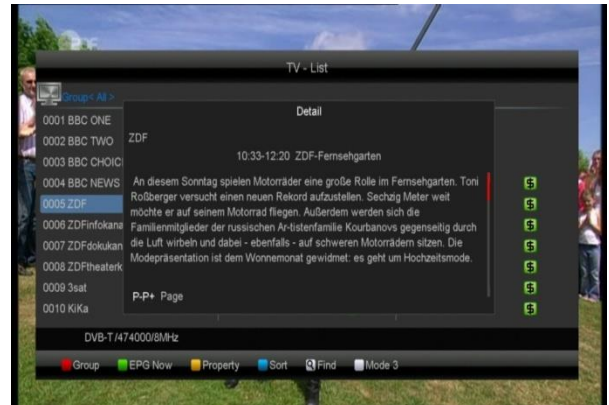 TV - List
Group< All >
Detail
0001 BBC ONE
0002 BBC TWO
0003 BBC CHOIC
0004 BBC NEWS
0005 ZDF
0006 ZDFinfokana
0007 ZDFdokukan
0008 ZDFtheaterk
0009 3sat
0010 KiKa
ZDF
10:33-12:20 ZDF-Fernsehgarten
An diesem Sonntag spielen Motorräder eine große Rolle im Fernsehgarten. Toni
Roßberger versucht einen neuen Rekord aufzustellen. Sechzig Meter weit
möchte er auf seinem Motorrad fliegen. Außerdem werden sich die
Familienmitglieder der russischen Ar-tistenfamilie Kourbanovs gegenseitig durch
die Luft wirbeln und dabei - ebenfalls - auf schweren Motorrädern sitzen. Die
Modepräsentation ist dem Wonnemonat gewidmet: es geht um Hochzeitsmode.
P-P+ Page
$
$
$
$
$
$
$
DVB-T/474000/8MHz
Group EPG Now Property Sort Find Mode 3